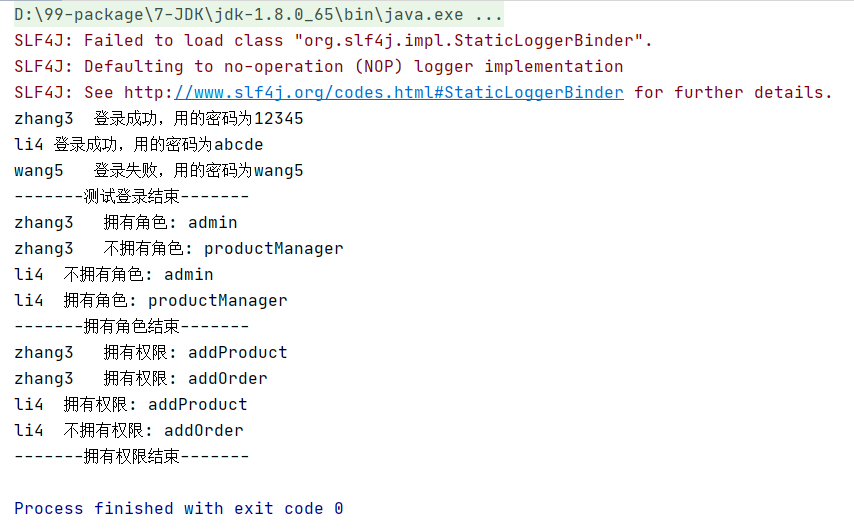 D:\99-package\7-JDK\jdk-1.8.0_65\bin\java.exe ...
SLF4J: Failed to load class "org.slf4j.impl.StaticLoggerBinder".
SLF4J: Defaulting to no-operation (NOP) logger implementation
SLF4J: See http://www.slf4j.org/codes.html#StaticLoggerBinder for further details.
zhang3  登录成功，用的密码为12345
li4 登录成功，用的密码为abcde
wang5   登录失败，用的密码为wang5
-------测试登录结束-------
zhang3   拥有角色: admin
zhang3   不拥有角色: productManager
li4  不拥有角色: admin
li4  拥有角色: productManager
-------拥有角色结束-------
zhang3   拥有权限: addProduct
zhang3   拥有权限: addOrder
li4  拥有权限: addProduct
li4  不拥有权限: addOrder
-------拥有权限结束-------
Process finished with exit code 0